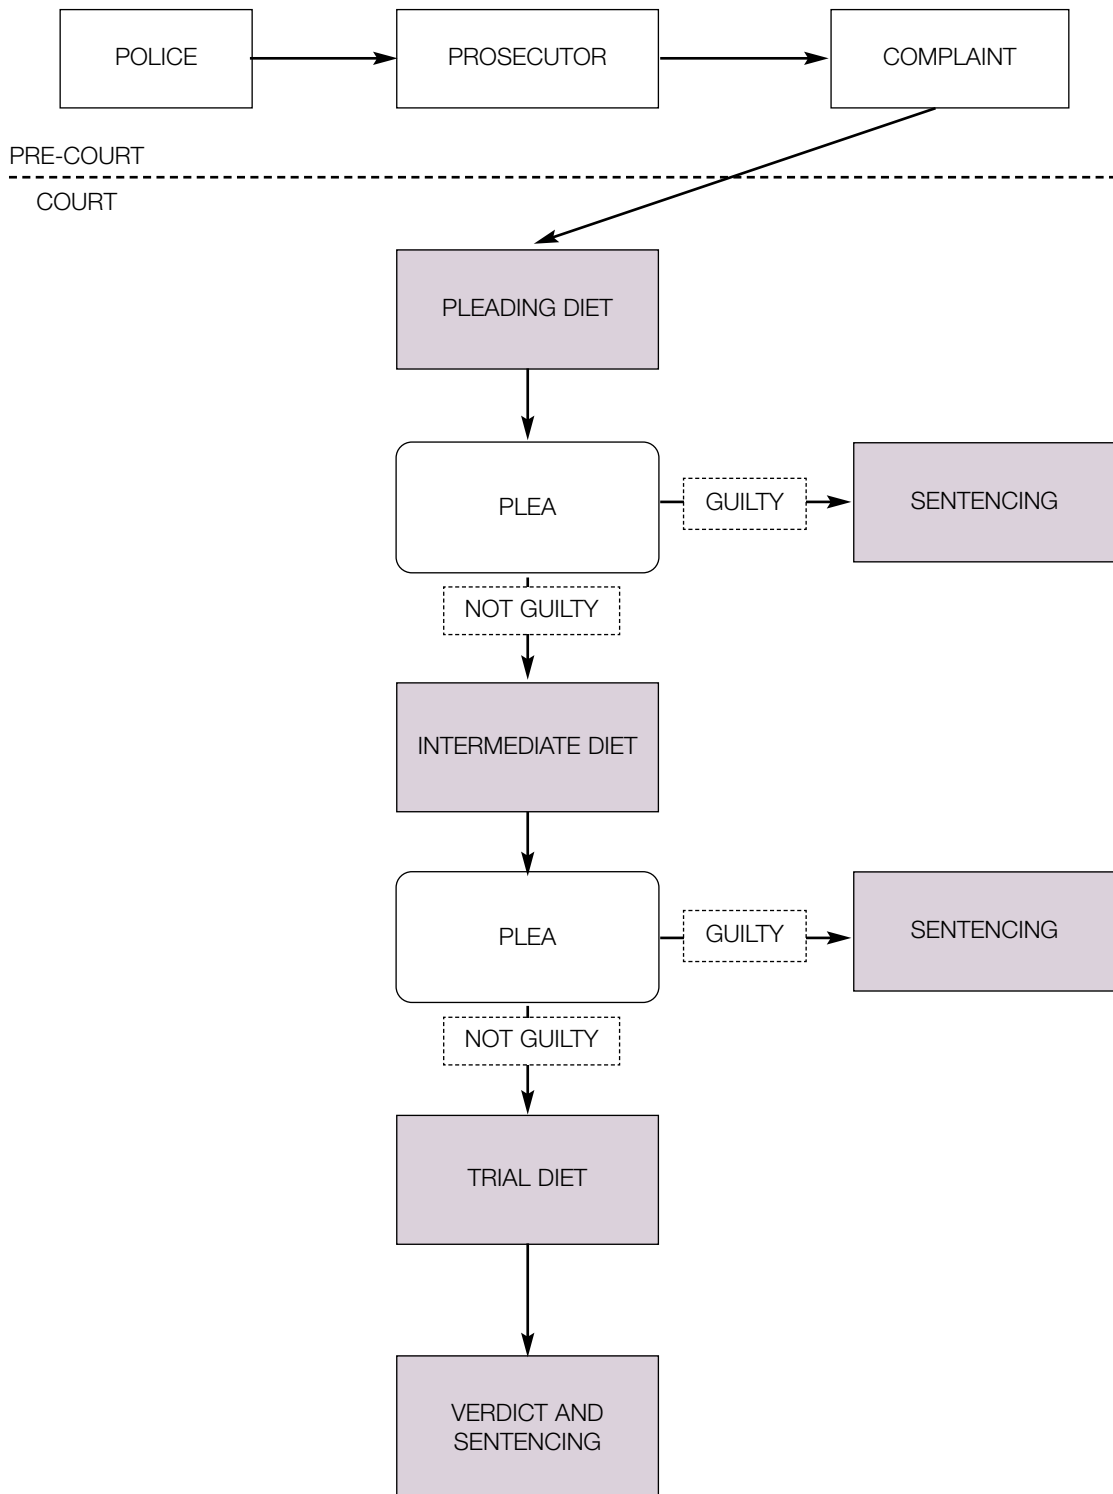 POLICE
PROSECUTOR
COMPLAINT
PRE-COURT
COURT
PLEADING DIET
PLEA
GUILTY
SENTENCING
NOT GUILTY
INTERMEDIATE DIET
PLEA
GUILTY
SENTENCING
NOT GUILTY
TRIAL DIET
VERDICT AND
SENTENCING